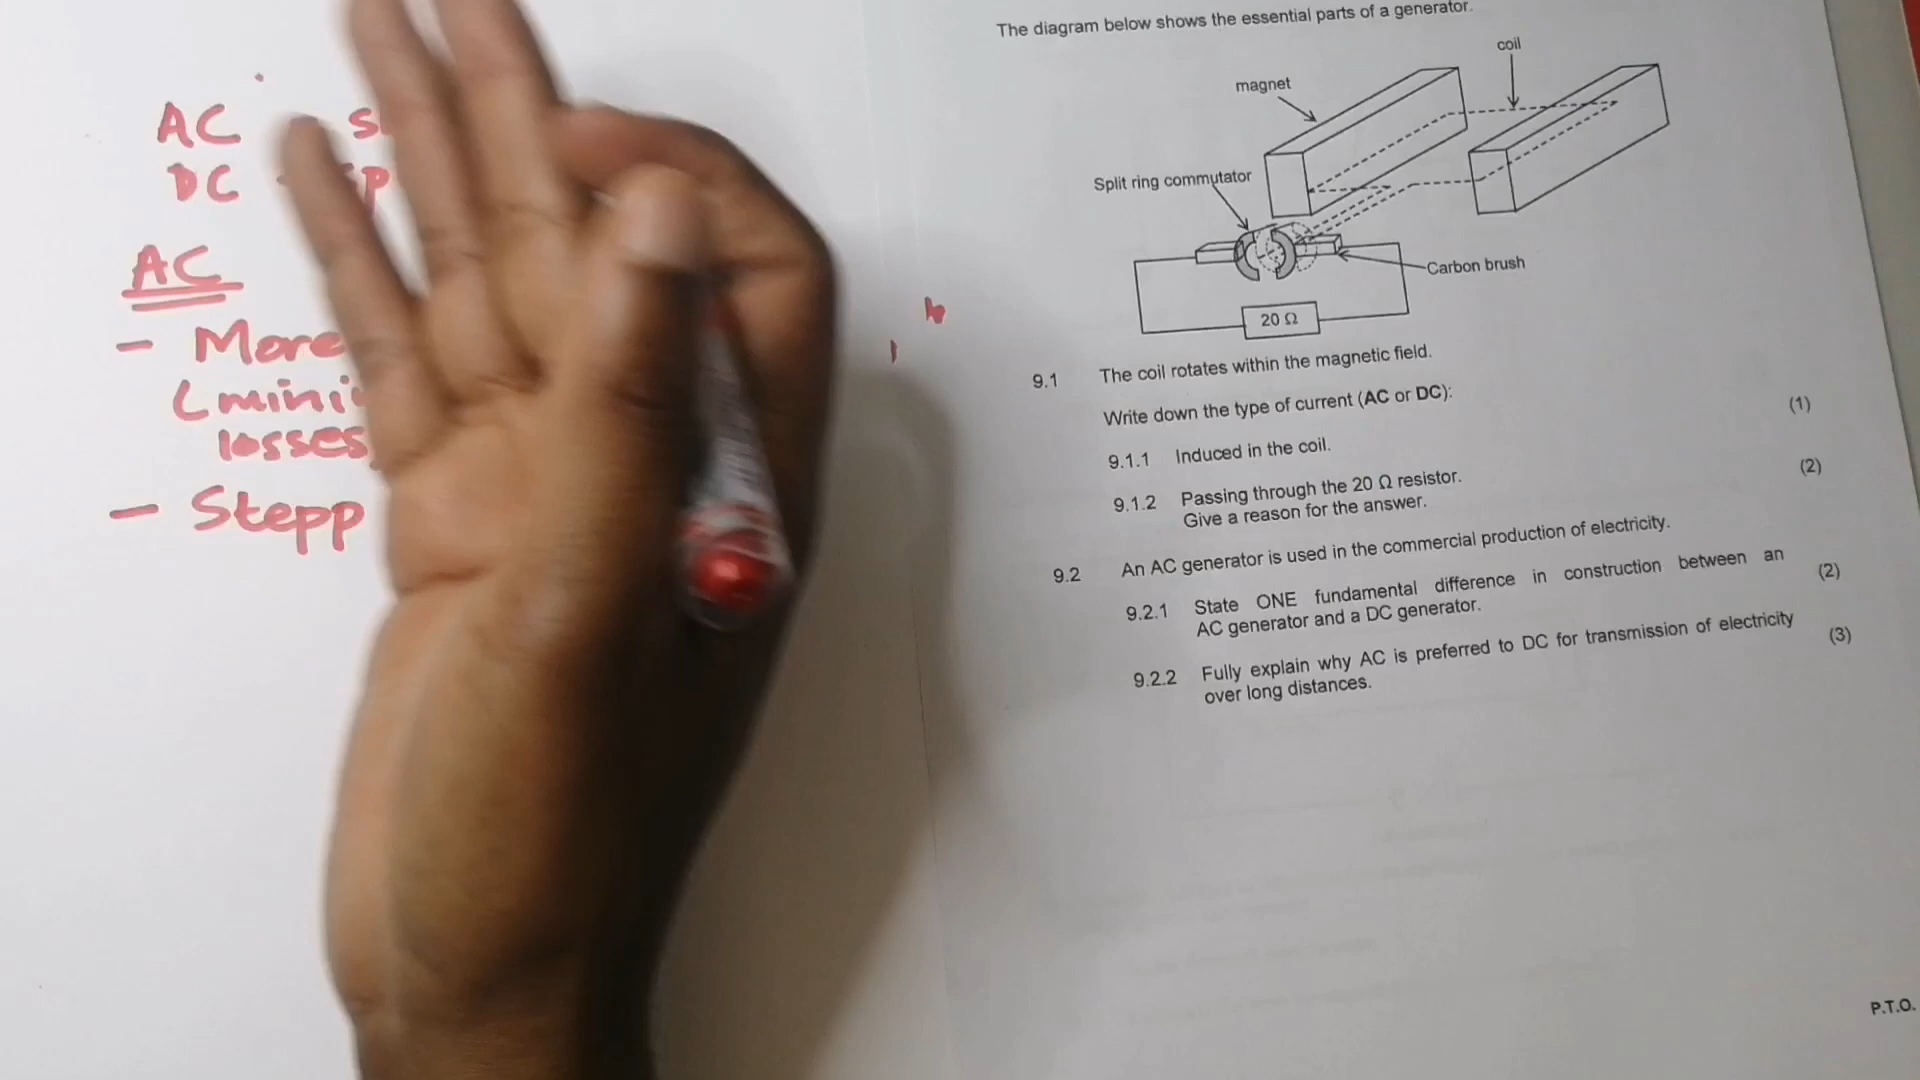 AC
DC
AC
- More
losses
- Stepp
The diagram below shows the essential parts of a generator.
coil
magnet
Split ring commutator
Carbon brush
20 Ω
9.1 The coil rotates within the magnetic field.
Write down the type of current (AC or DC):
9.1.1 Induced in the coil. (1)
9.1.2 Passing through the 20 Ω resistor. (2)
Give a reason for the answer.
9.2 An AC generator is used in the commercial production of electricity.
9.2.1 State ONE fundamental difference in construction between an
AC generator and a DC generator. (2)
9.2.2 Fully explain why AC is preferred to DC for transmission of electricity
over long distances. (3)
P.T.O.